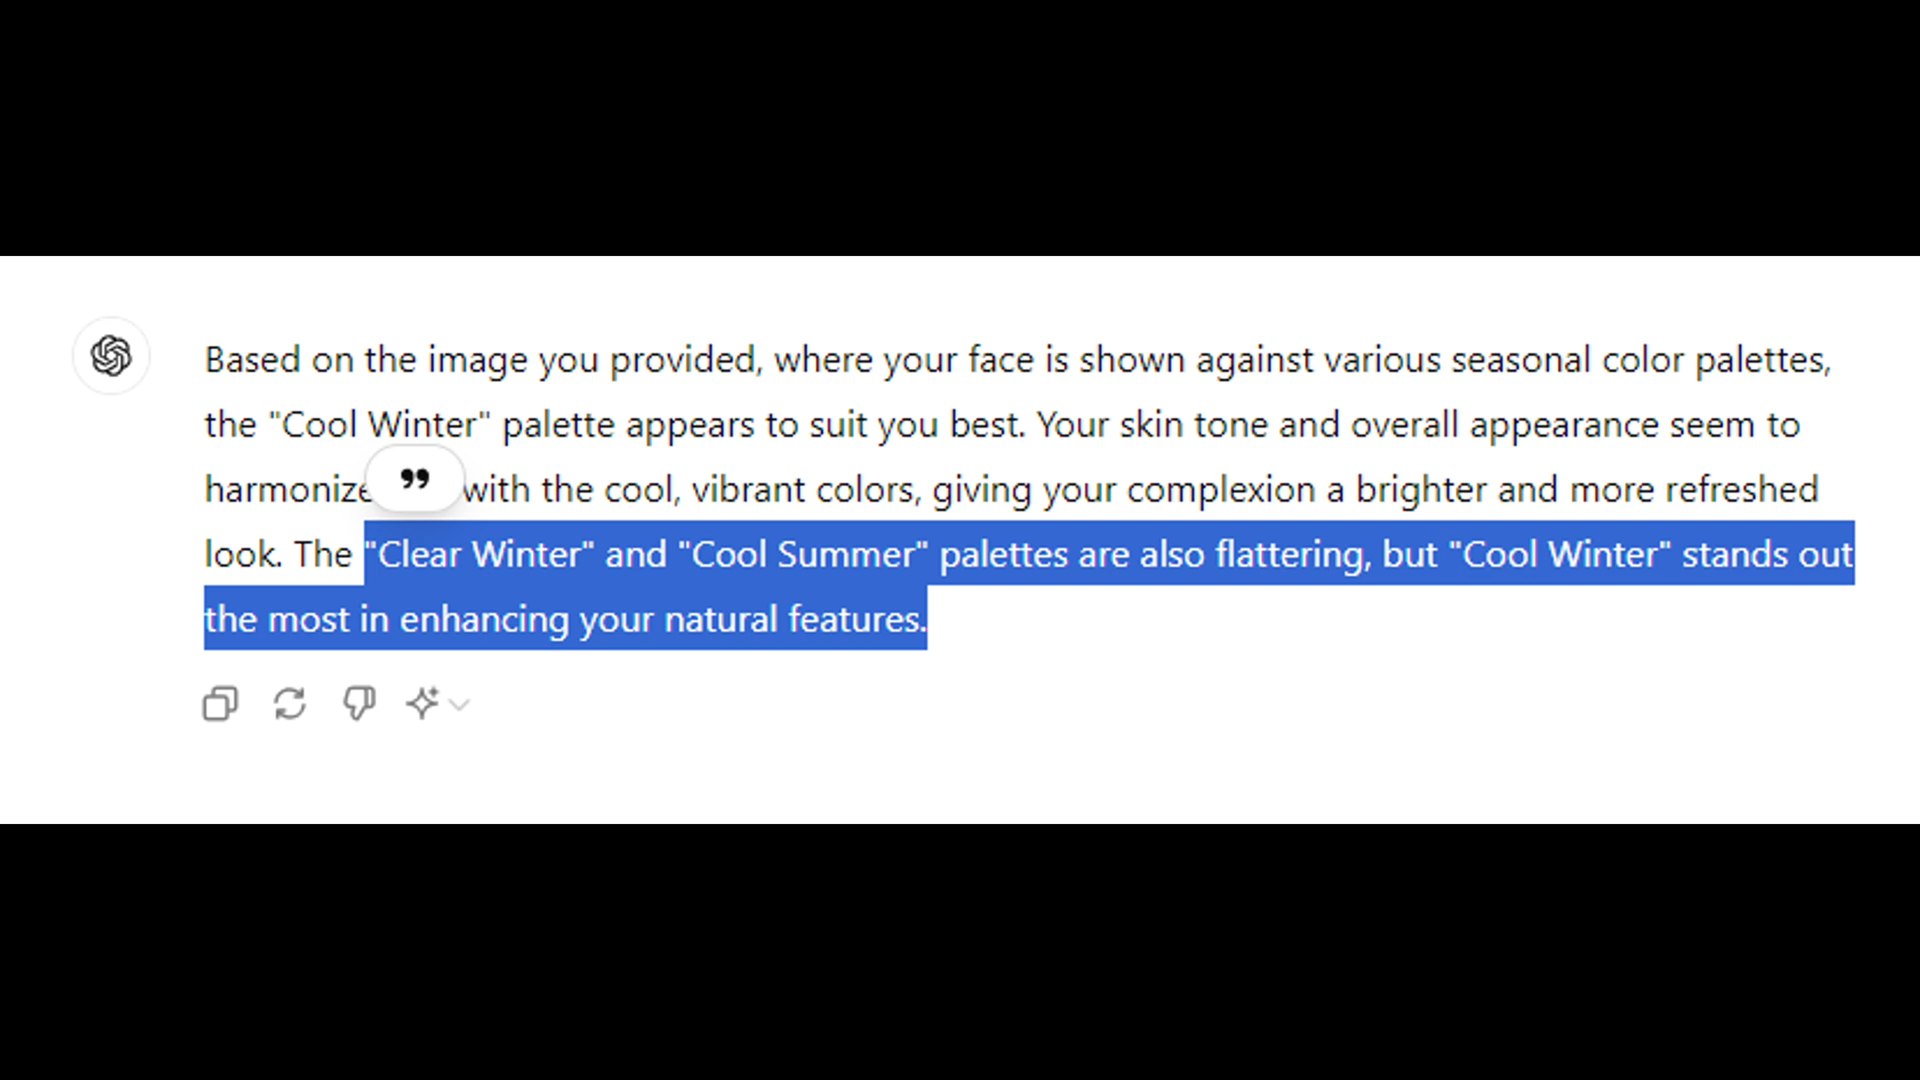 Based on the image you provided, where your face is shown against various seasonal color palettes,
the "Cool Winter" palette appears to suit you best. Your skin tone and overall appearance seem to
harmonize with the cool, vibrant colors, giving your complexion a brighter and more refreshed
look. The "Clear Winter" and "Cool Summer" palettes are also flattering, but "Cool Winter" stands out
the most in enhancing your natural features.